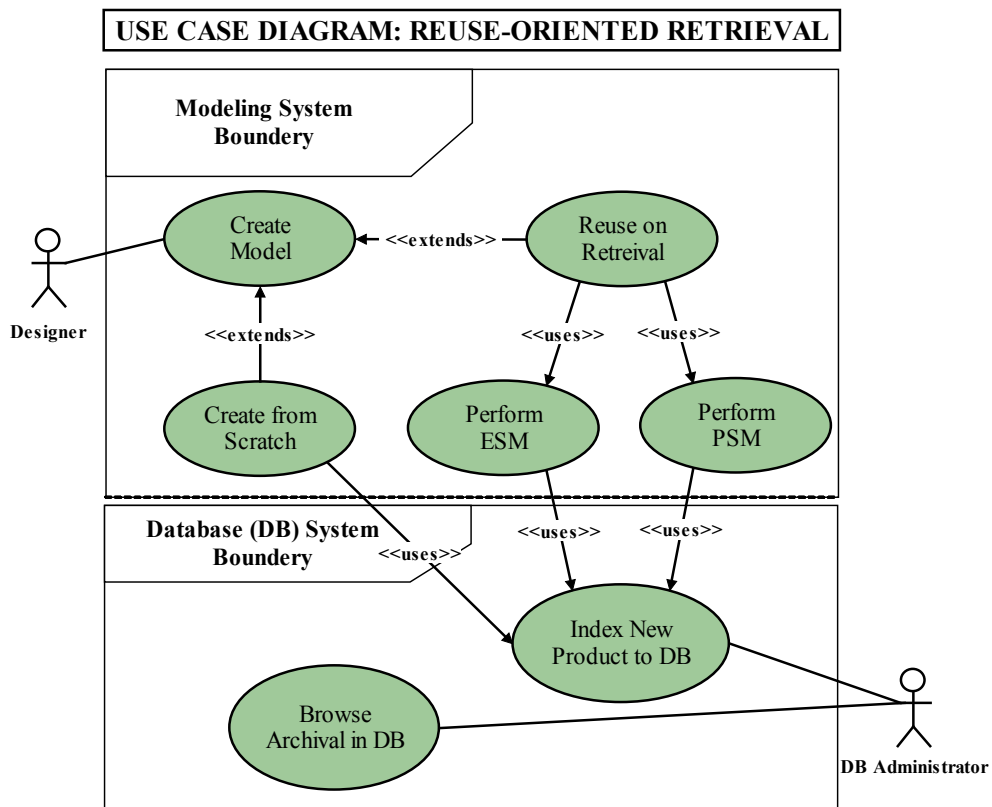 USE CASE DIAGRAM: REUSE-ORIENTED RETRIEVAL
Modeling System
Boundery
Create
Model
<<extends>>
Reuse on
Retreival
Designer
<<extends>>
<<uses>>
<<uses>>
Create from
Scratch
Perform
ESM
Perform
PSM
Database (DB) System
Boundery
<<uses>>
<<uses>>
<<uses>>
Index New
Product to DB
Browse
Archival in DB
DB Administrator